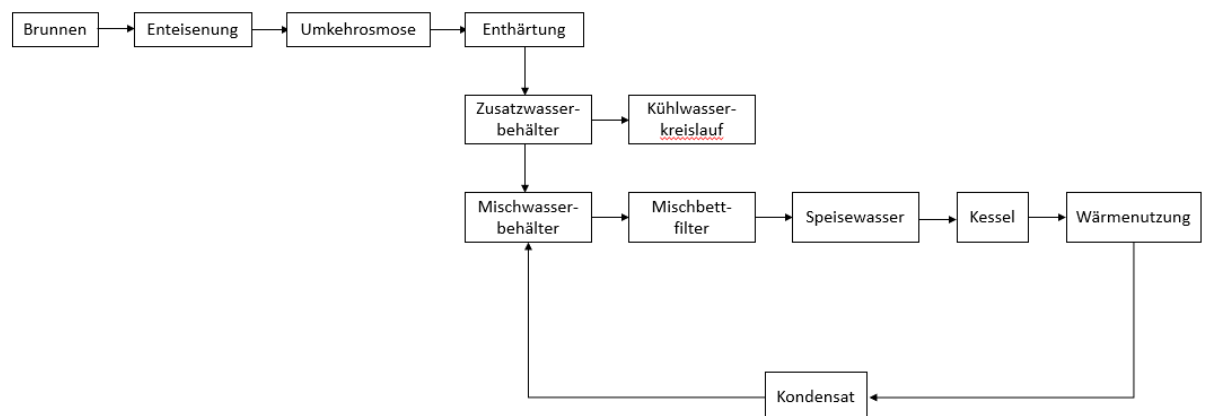 Brunnen
Enteisenung
Umkehrosmose
Enthärtung
Zusatzwasser-
behälter
Kühlwasser-
kreislauf
Mischwasser-
behälter
Mischbett-
filter
Speisewasser
Kessel
Wärmenutzung
Kondensat